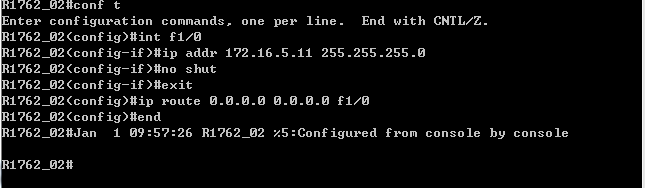 R1762_02#conf t
Enter configuration commands, one per line.  End with CNTL/Z.
R1762_02(config)#int f1/0
R1762_02(config-if)#ip addr 172.16.5.11 255.255.255.0
R1762_02(config-if)#no shut
R1762_02(config-if)#exit
R1762_02(config)#ip route 0.0.0.0 0.0.0.0 f1/0
R1762_02(config)#end
R1762_02#Jan  1 09:57:26 R1762_02 %5:Configured from console by console
R1762_02#